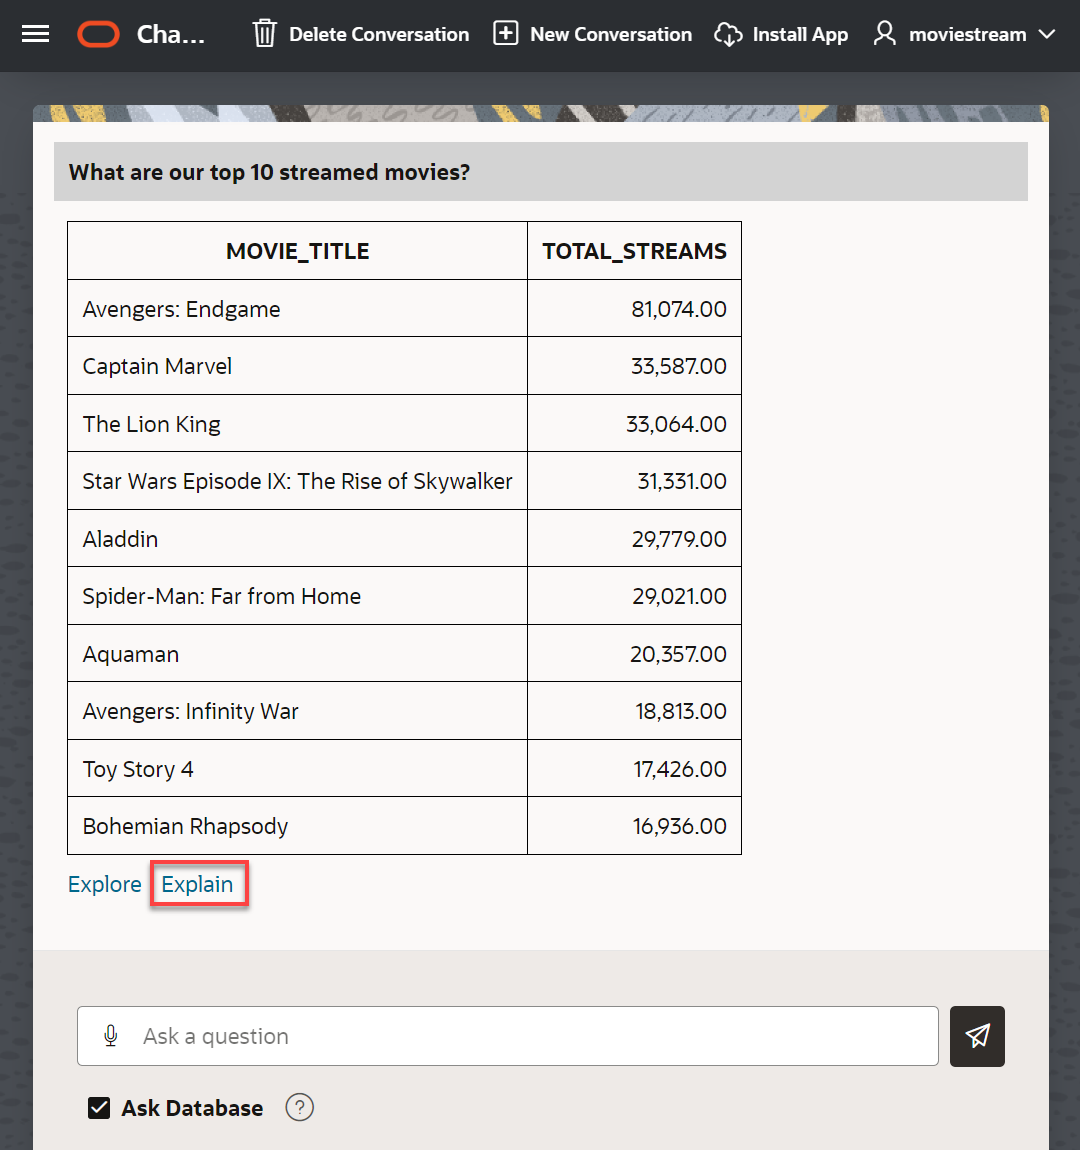 Cha... Delete Conversation New Conversation Install App moviestream
What are our top 10 streamed movies?
MOVIE_TITLE TOTAL_STREAMS
Avengers: Endgame 81,074.00
Captain Marvel 33,587.00
The Lion King 33,064.00
Star Wars Episode IX: The Rise of Skywalker 31,331.00
Aladdin 29,779.00
Spider-Man: Far from Home 29,021.00
Aquaman 20,357.00
Avengers: Infinity War 18,813.00
Toy Story 4 17,426.00
Bohemian Rhapsody 16,936.00
Explore Explain
Ask a question
Ask Database ?